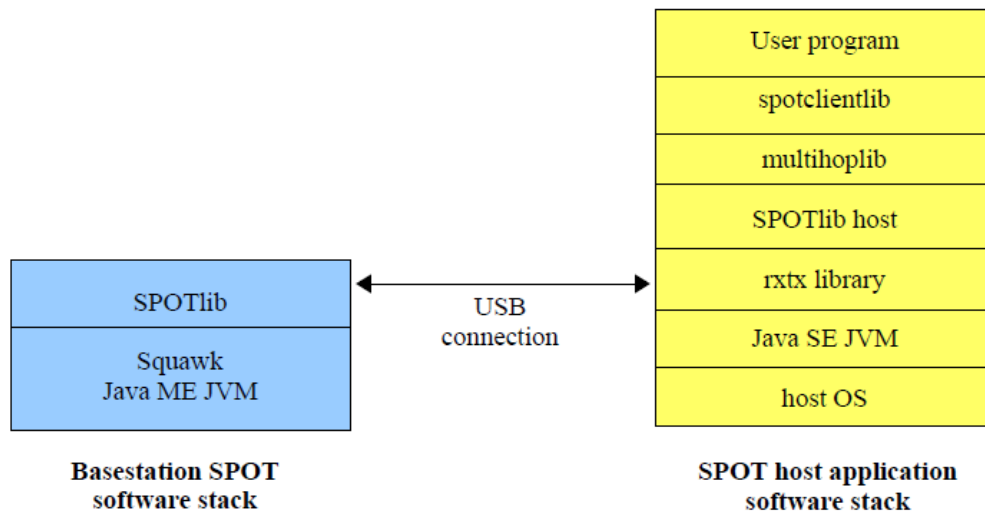 SPOTlib
Squawk
Java ME JVM
Basestation SPOT
software stack
USB
connection
User program
spotclientlib
multihoplib
SPOTlib host
rxtx library
Java SE JVM
host OS
SPOT host application
software stack